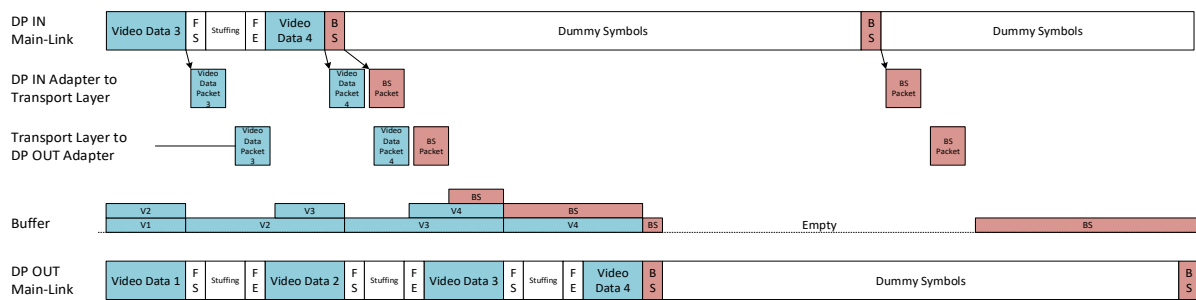 DP IN
Main-Link
Video Data 3
F
S
Stuffing
F
E
Video
Data 4
B
S
Dummy Symbols
B
S
Dummy Symbols
DP IN Adapter to
Transport Layer
Video
Data
Packet
3
Video
Data
Packet
4
BS
Packet
BS
Packet
Transport Layer to
DP OUT Adapter
Video
Data
Packet
3
Video
Data
Packet
4
BS
Packet
BS
Packet
Buffer
BS
V2
V3
V4
BS
V1
V2
V3
V4
BS
Empty
BS
DP OUT
Main-Link
Video Data 1
F
S
Stuffing
F
E
Video Data 2
F
S
Stuffing
F
E
Video Data 3
F
S
Stuffing
F
E
Video
Data 4
B
S
Dummy Symbols
B
S